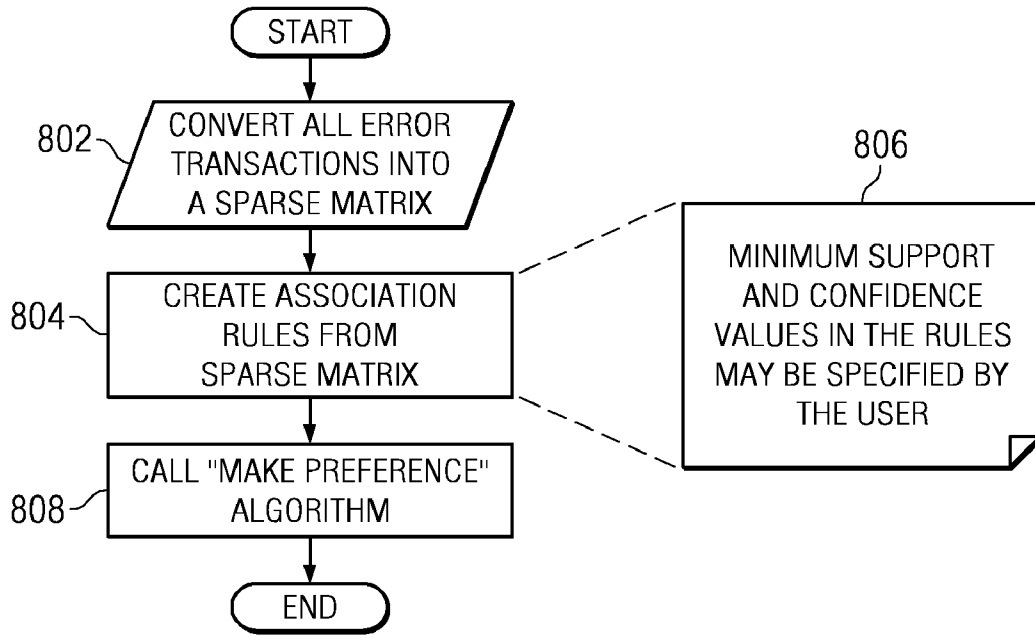 START
802
CONVERT ALL ERROR
TRANSACTIONS INTO
A SPARSE MATRIX
804
CREATE ASSOCIATION
RULES FROM
SPARSE MATRIX
806
MINIMUM SUPPORT
AND CONFIDENCE
VALUES IN THE RULES
MAY BE SPECIFIED BY
THE USER
808
CALL "MAKE PREFERENCE"
ALGORITHM
END